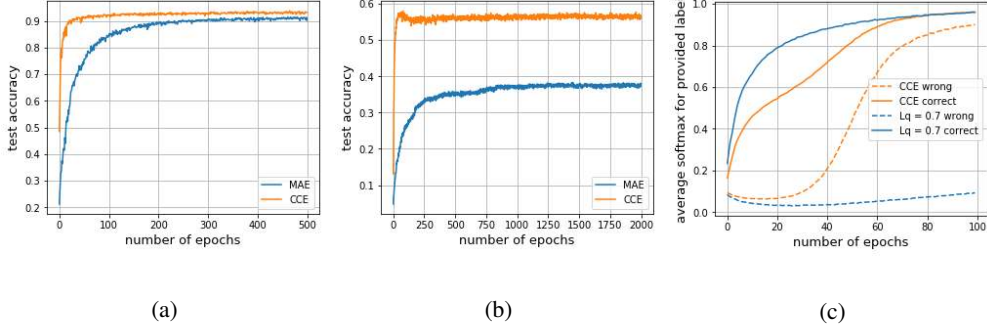 test accuracy
0.9
0.8
0.7
0.6
0.5
0.4
0.3
0.2
MAE
CCE
0 100 200 300 400 500
number of epochs
(a)
test accuracy
0.6
0.5
0.4
0.3
0.2
0.1
MAE
CCE
0 250 500 750 1000 1250 1500 1750 2000
number of epochs
(b)
average softmax for provided label
1.0
0.8
0.6
0.4
0.2
0.0
CCE wrong
CCE correct
Lq = 0.7 wrong
Lq = 0.7 correct
0 20 40 60 80 100
number of epochs
(c)